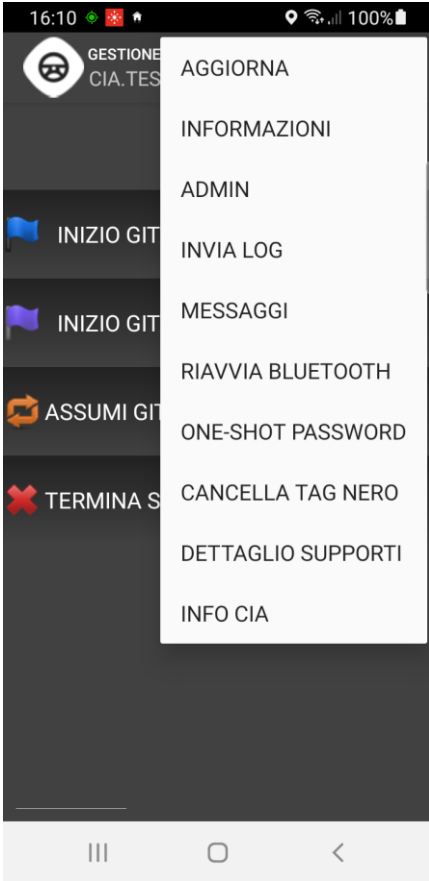 16:10
100%
GESTIONE
CIA.TES
INIZIO GIT
INIZIO GIT
ASSUMI GIT
TERMINA S
AGGIORNA
INFORMAZIONI
ADMIN
INVIA LOG
MESSAGGI
RIAVVIA BLUETOOTH
ONE-SHOT PASSWORD
CANCELLA TAG NERO
DETTAGLIO SUPPORTI
INFO CIA